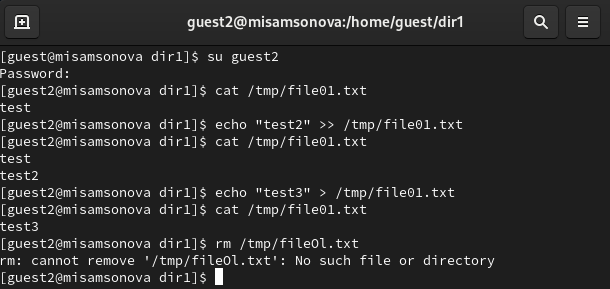 guest2@misamsonova:/home/guest/dir1
[guest@misamsonova dir1]$ su guest2
Password:
[guest2@misamsonova dir1]$ cat /tmp/file01.txt
test
[guest2@misamsonova dir1]$ echo "test2" >> /tmp/file01.txt
[guest2@misamsonova dir1]$ cat /tmp/file01.txt
test
test2
[guest2@misamsonova dir1]$ echo "test3" > /tmp/file01.txt
[guest2@misamsonova dir1]$ cat /tmp/file01.txt
test3
[guest2@misamsonova dir1]$ rm /tmp/fileOl.txt
rm: cannot remove '/tmp/fileOl.txt': No such file or directory
[guest2@misamsonova dir1]$